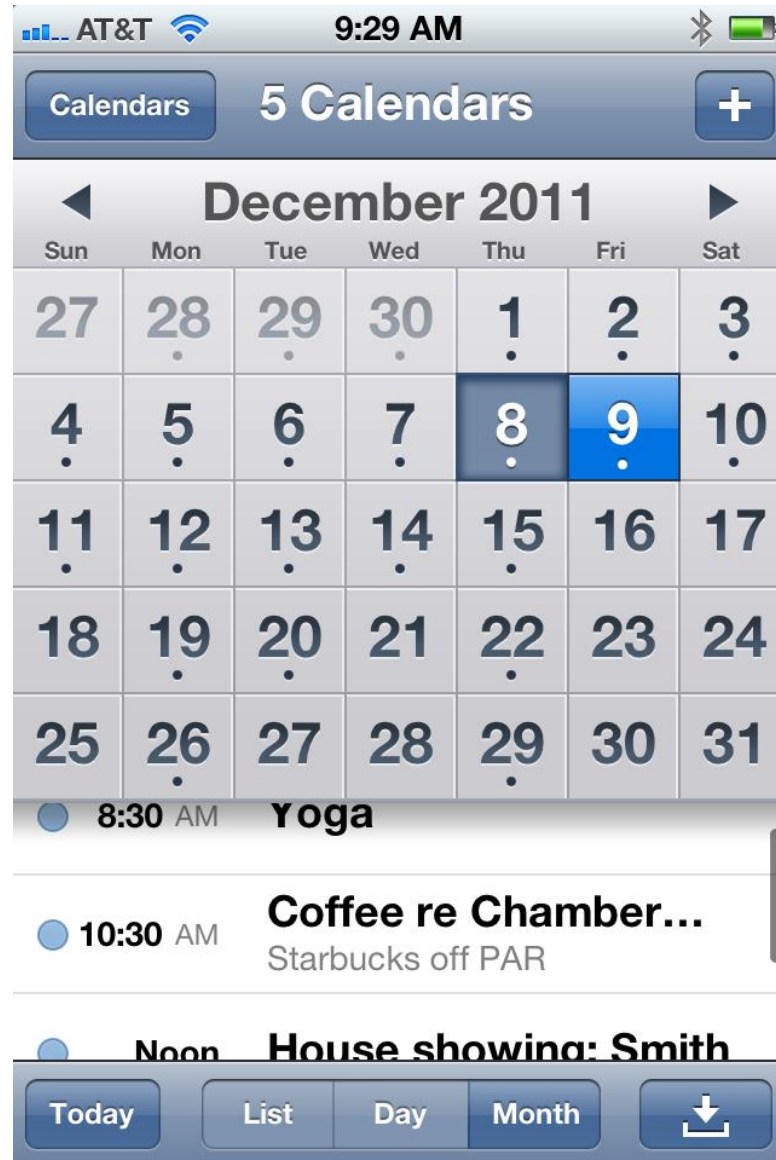 AT&T 9:29 AM
Calendars 5 Calendars +
December 2011
Sun Mon Tue Wed Thu Fri Sat
27 28 29 30 1 2 3
4 5 6 7 8 9 10
11 12 13 14 15 16 17
18 19 20 21 22 23 24
25 26 27 28 29 30 31
8:30 AM Yoga
10:30 AM Coffee re Chamber...
Starbucks off PAR
Noon House showing: Smith
Today List Day Month